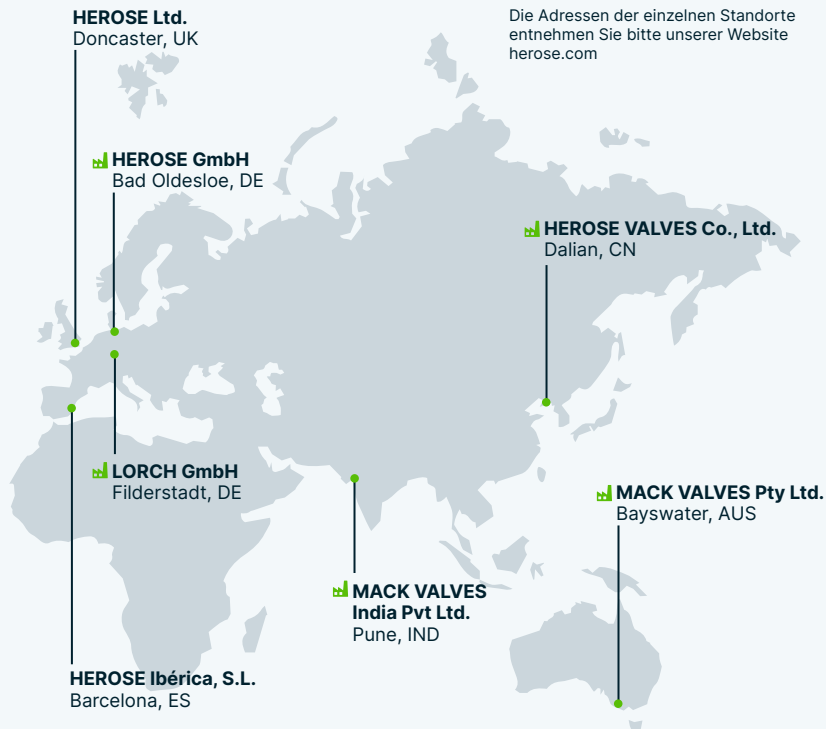 HEROSE Ltd.
Doncaster, UK
Die Adressen der einzelnen Standorte
entnehmen Sie bitte unserer Website
herose.com
HEROSE GmbH
Bad Oldesloe, DE
HEROSE VALVES Co., Ltd.
Dalian, CN
LORCH GmbH
Filderstadt, DE
MACK VALVES Pty Ltd.
Bayswater, AUS
MACK VALVES
India Pvt Ltd.
Pune, IND
HEROSE Ibérica, S.L.
Barcelona, ES